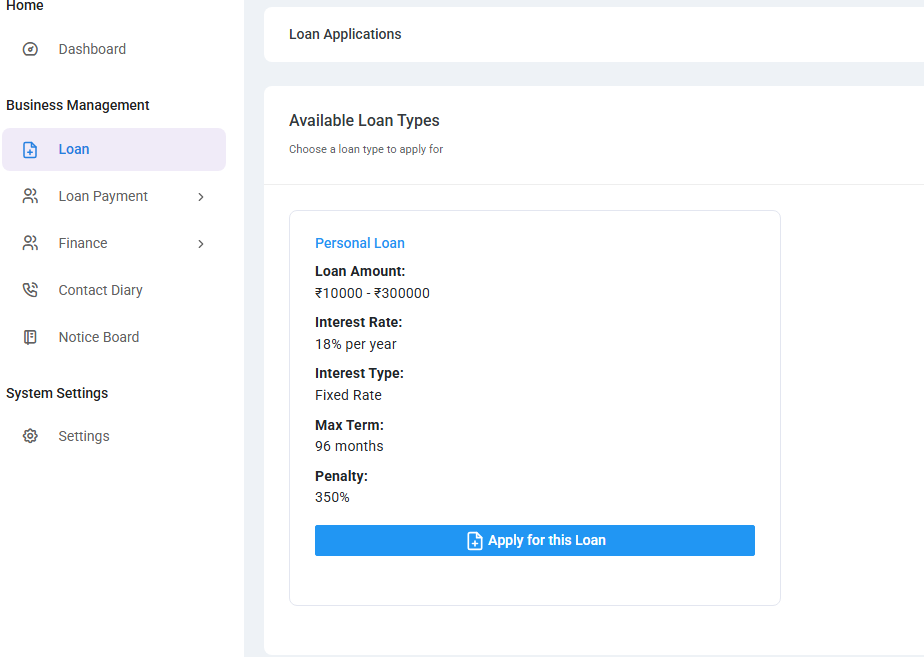 Home
Dashboard
Business Management
Loan
Loan Payment
Finance
Contact Diary
Notice Board
System Settings
Settings
Loan Applications
Available Loan Types
Choose a loan type to apply for
Personal Loan
Loan Amount:
₹10000 - ₹300000
Interest Rate:
18% per year
Interest Type:
Fixed Rate
Max Term:
96 months
Penalty:
350%
Apply for this Loan